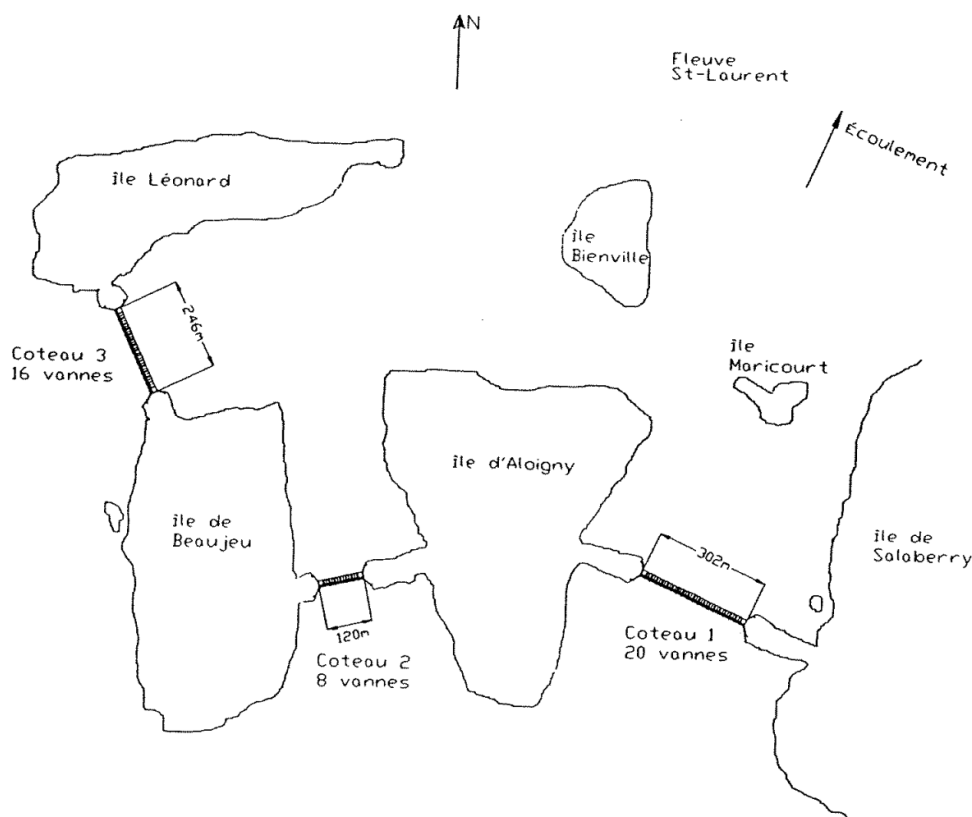 N
Fleuve
St-Laurent
Écoulement
île Léonard
île
Bienville
246m
Coteau 3
16 vannes
île
Maricourt
île d'Aloigny
île de
Beaujeu
île de
Salaberry
302m
120m
Coteau 1
20 vannes
Coteau 2
8 vannes